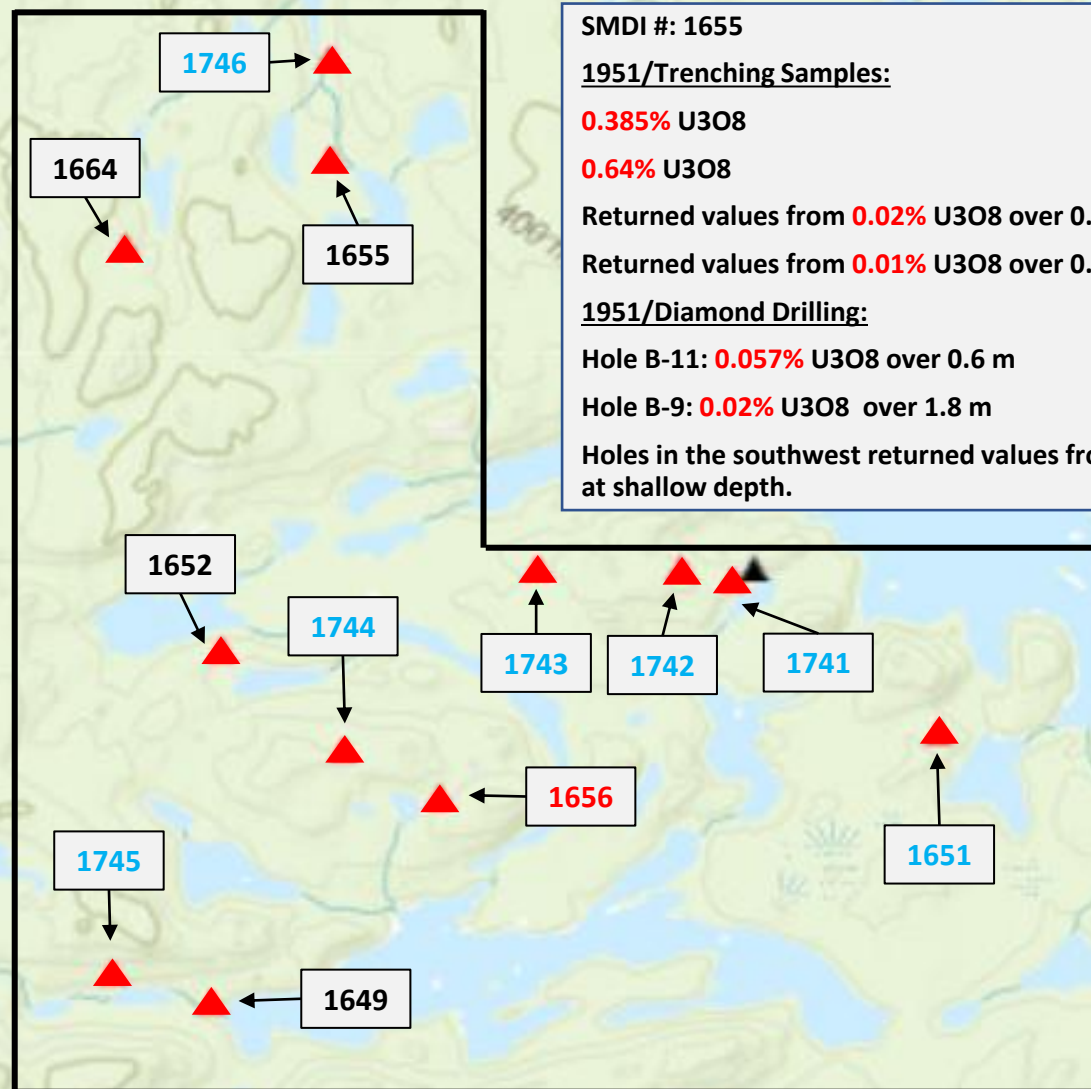 1746
1664
1655
SMDI #: 1655
1951/Trenching Samples:
0.385% U3O8
0.64% U3O8
Returned values from 0.02% U3O8 over 0.
Returned values from 0.01% U3O8 over 0.
1951/Diamond Drilling:
Hole B-11: 0.057% U3O8 over 0.6 m
Hole B-9: 0.02% U3O8 over 1.8 m
Holes in the southwest returned values fro
at shallow depth.
400
1652
1744
1743
1742
1741
1656
1651
1745
1649